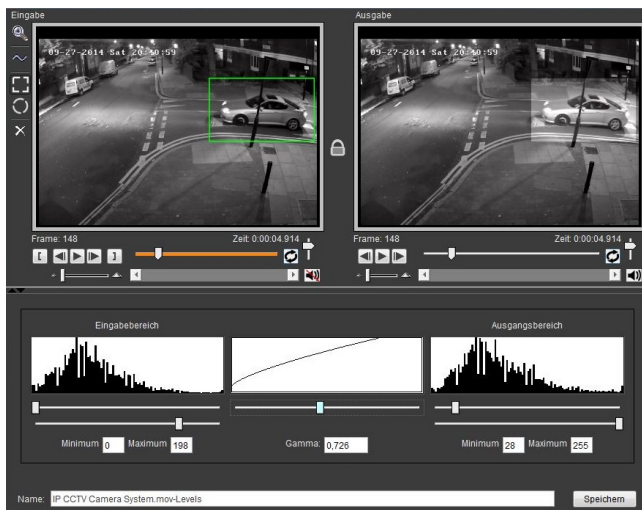 Eingabe
Ausgabe
09-27-2014 Sat 20:40:59
09-27-2014 Sat 20:40:59
Frame: 148
Zeit: 0:00:04.914
Frame: 148
Zeit: 0:00:04.914
Eingabebereich
Ausgangsbereich
Minimum 0 Maximum 198
Gamma: 0,726
Minimum 28 Maximum 255
Name: IP CCTV Camera System.mov-Levels
Speichern